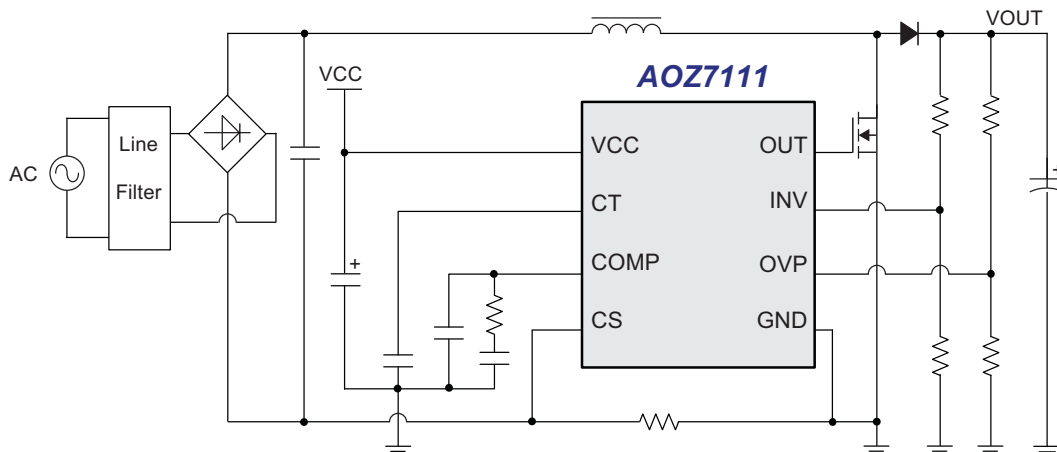 VOUT
AOZ7111
VCC
AC
Line
Filter
VCC
OUT
CT
INV
COMP
OVP
CS
GND
+
+